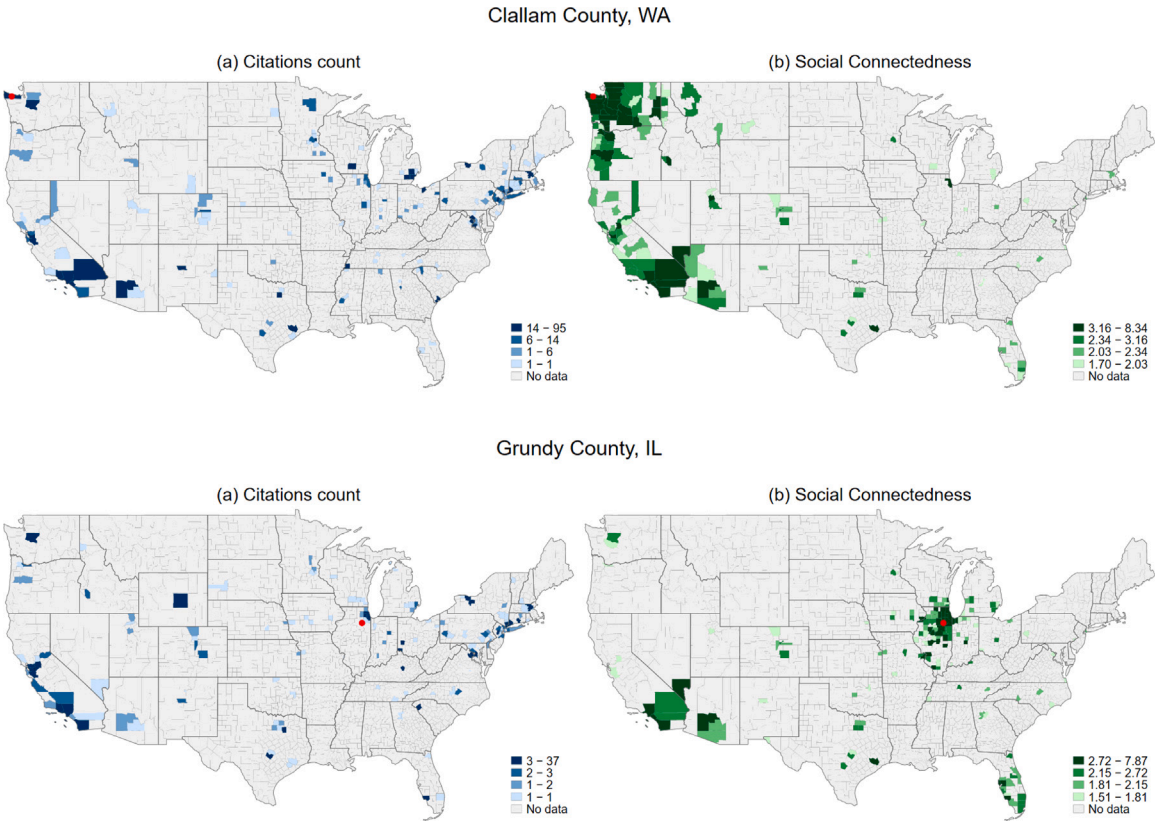 Clallam County, WA
(a) Citations count
(b) Social Connectedness
14 – 95
6 – 14
1 – 6
1 – 1
No data
3.16 – 8.34
2.34 – 3.16
2.03 – 2.34
1.70 – 2.03
No data
Grundy County, IL
(a) Citations count
(b) Social Connectedness
3 – 37
2 – 3
1 – 2
1 – 1
No data
2.72 – 7.87
2.15 – 2.72
1.81 – 2.15
1.51 – 1.81
No data